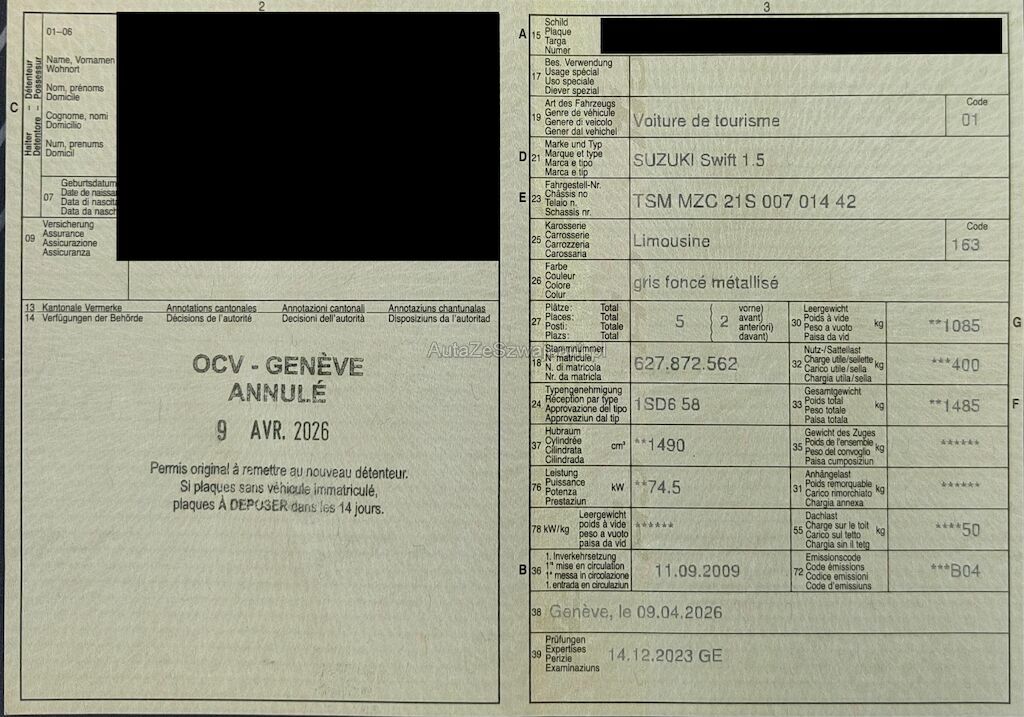 2
01–06
Name, Vornamen
Wohnort
Nom, prénoms
Domicile
Cognome, nomi
Domicilio
Num, prenums
Domicil
C
Halter – Détenteur
Detentore – Possessur
07
Geburtsdatum
Date de naissa
Data di nascita
Data da nasch
09
Versicherung
Assurance
Assicurazione
Assicuranza
13 Kantonale Vermerke Annotations cantonales Annotazioni cantonali Annotaziuns chantunalas
14 Verfügungen der Behörde Décisions de l'autorité Decisioni dell'autorità Disposiziuns da l'autoritad
OCV - GENÈVE
ANNULÉ
9 AVR. 2026
Permis original à remettre au nouveau détenteur.
Si plaques sans véhicule immatriculé,
plaques À DÉPOSER dans les 14 jours.
3
A 15
Schild
Plaque
Targa
Numer
17
Bes. Verwendung
Usage spécial
Uso speciale
Diever spezial
19
Art des Fahrzeugs
Genre de véhicule
Genere di veicolo
Gener dal vehichel
Voiture de tourisme
Code
01
D 21
Marke und Typ
Marque et type
Marca e tipo
Marca e tip
SUZUKI Swift 1.5
E 23
Fahrgestell-Nr.
Châssis no
Telaio n.
Schassis nr.
TSM MZC 21S 007 014 42
25
Karosserie
Carrosserie
Carrozzeria
Carossaria
Limousine
Code
163
26
Farbe
Couleur
Colore
Colur
gris foncé métallisé
27
Plätze: Total
Places: Total
Posti: Totale
Plazs: Total
5 ( 2
vorne)
avant)
anteriori)
davant)
30
Leergewicht
Poids à vide
Peso a vuoto
Paisa da vid
kg
**1085
G
18
Stammnummer
N° matricule
N. di matricola
Nr. da matricla
627.872.562
32
Nutz-/Sattellast
Charge utile/sellette
Carico utile/sella
Chargia utila/sella
kg
***400
24
Typengenehmigung
Réception par type
Approvazione del tipo
Approvaziun dal tip
1SD6 58
33
Gesamtgewicht
Poids total
Peso totale
Paisa totala
kg
**1485
F
37
Hubraum
Cylindrée
Cilindrata
Cilindrada
cm³
**1490
35
Gewicht des Zuges
Poids de l'ensemble
Peso del convoglio
Paisa cumposiziun
kg
******
76
Leistung
Puissance
Potenza
Prestaziun
kW
**74.5
31
Anhängelast
Poids remorquable
Carico rimorchiato
Chargia annexa
kg
******
78 kW/kg
Leergewicht
poids à vide
peso a vuoto
paisa da vid
******
55
Dachlast
Charge sur le toit
Carico sul tetto
Chargia sin il tetg
kg
****50
B 36
1. Inverkehrsetzung
1re mise en circulation
1a messa in circolazione
1. entrada en circulaziun
11.09.2009
72
Emissionscode
Code émissions
Codice emissioni
Code d'emissiuns
***B04
38 Genève, le 09.04.2026
39
Prüfungen
Expertises
Perizie
Examinaziuns
14.12.2023 GE